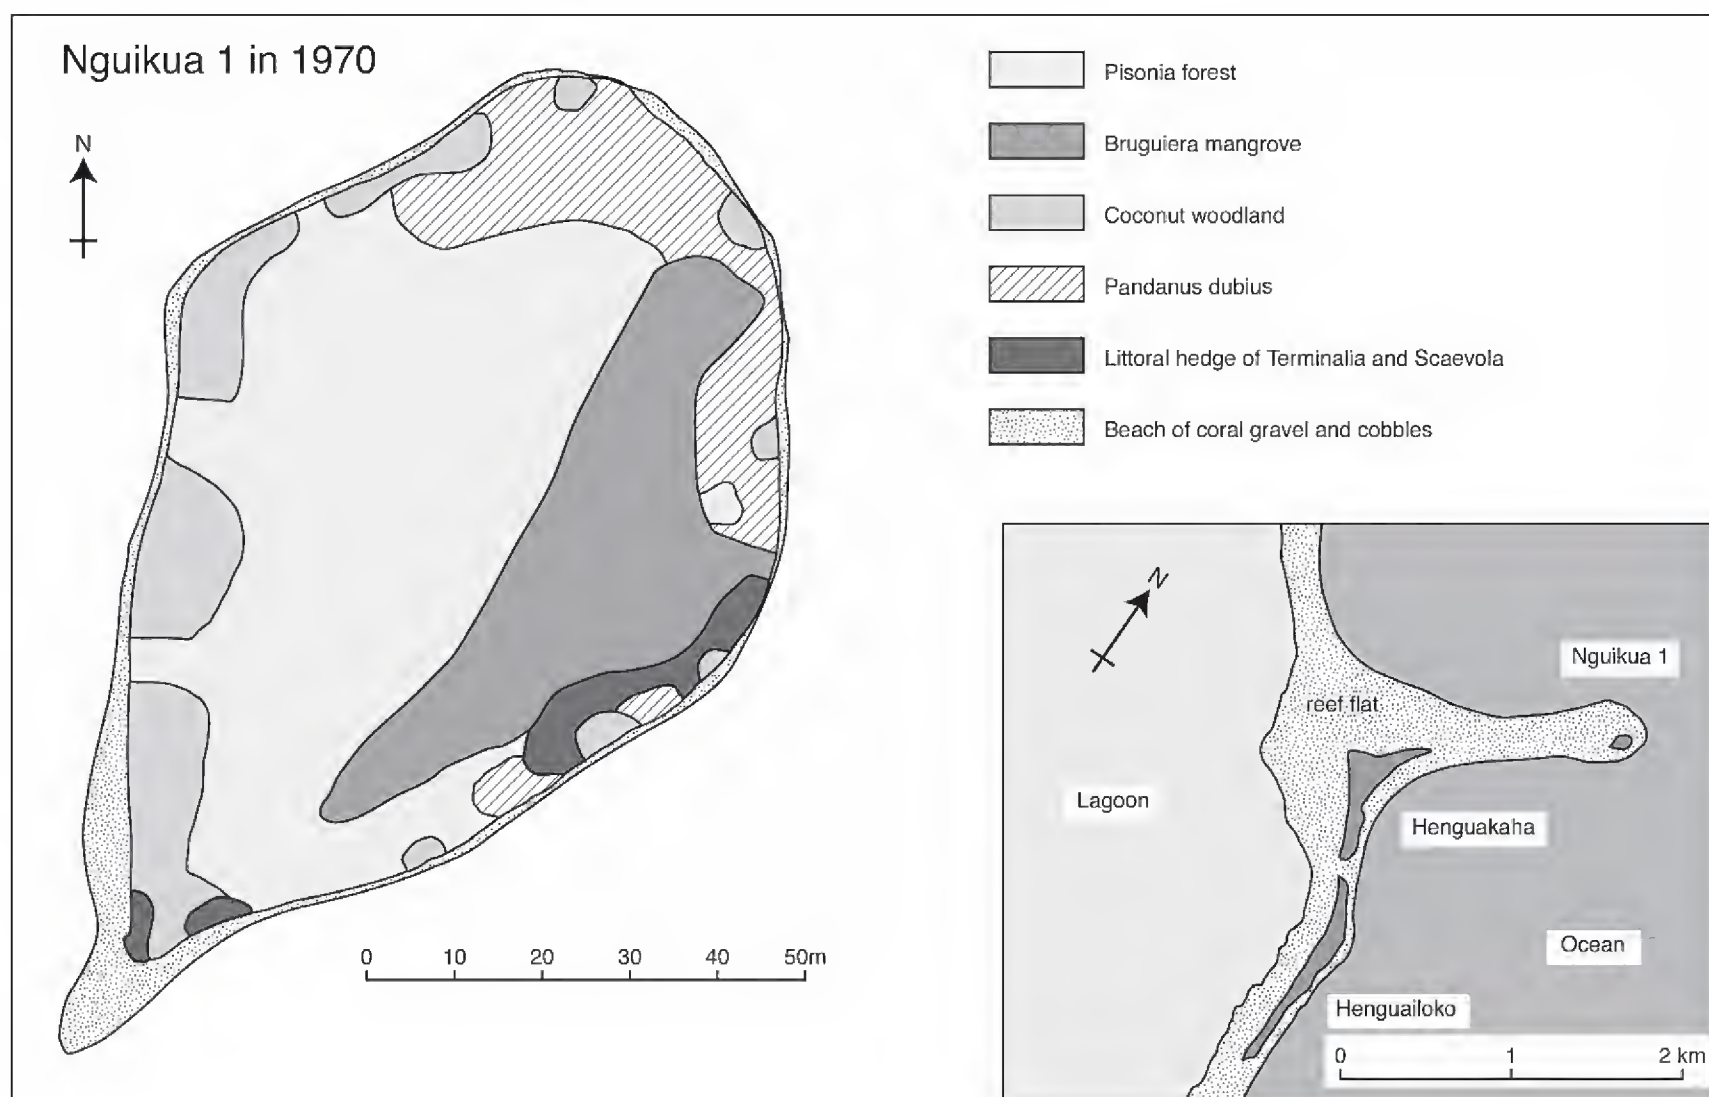 Nguikua 1 in 1970
N
Pisonia forest
Bruguiera mangrove
Coconut woodland
Pandanus dubius
Littoral hedge of Terminalia and Scaevola
Beach of coral gravel and cobbles
0 10 20 30 40 50m
N
Nguikua 1
reef flat
Lagoon
Henguakaha
Ocean
Henguailoko
0 1 2 km